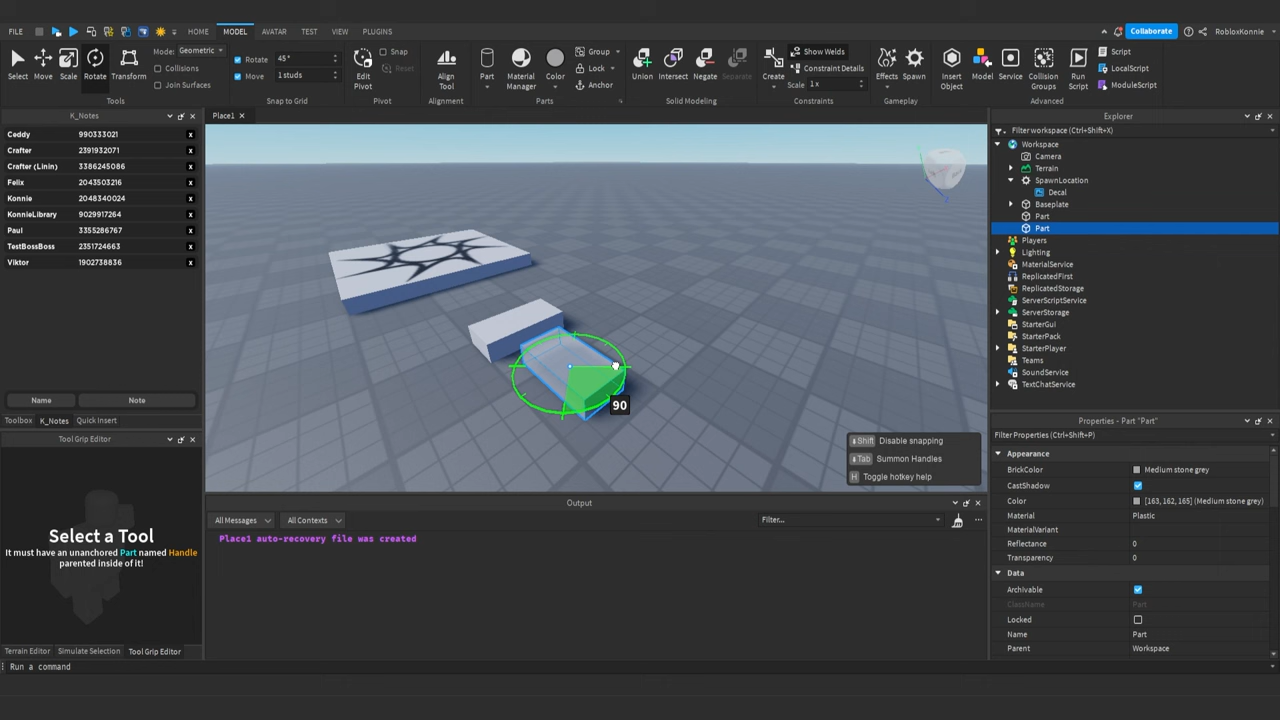 FILE HOME MODEL AVATAR TEST VIEW PLUGINS Collaborate RobloxKonnie
Select Move Scale Rotate Transform
Mode: Geometric
Collisions
Join Surfaces
Tools
Rotate 45°
Move 1 studs
Snap to Grid
Edit Pivot
Snap
Reset
Pivot
Align Tool
Alignment
Part Material Manager Color
Group
Lock
Anchor
Parts
Union Intersect Negate Separate
Solid Modeling
Create
Show Welds
Constraint Details
Scale 1x
Constraints
Effects Spawn
Gameplay
Insert Object Model Service Collision Groups Run Script
Script
LocalScript
ModuleScript
Advanced
K_Notes
Ceddy 990333021 x
Crafter 2391932071 x
Crafter (Linin) 3386245086 x
Felix 2043503216 x
Konnie 2048340024 x
KonnieLibrary 9029917264 x
Paul 3355286767 x
TestBossBoss 2351724663 x
Viktor 1902738836 x
Name Note
Toolbox K_Notes Quick Insert
Tool Grip Editor
Select a Tool
It must have an unanchored Part named Handle
parented inside of it!
Terrain Editor Simulate Selection Tool Grip Editor
Run a command
Place1
90
Shift Disable snapping
Tab Summon Handles
H Toggle hotkey help
Output
All Messages All Contexts Filter...
Place1 auto-recovery file was created
Explorer
Filter workspace (Ctrl+Shift+X)
Workspace
Camera
Terrain
SpawnLocation
Decal
Baseplate
Part
Part
Players
Lighting
MaterialService
ReplicatedFirst
ReplicatedStorage
ServerScriptService
ServerStorage
StarterGui
StarterPack
StarterPlayer
Teams
SoundService
TextChatService
Properties - Part "Part"
Filter Properties (Ctrl+Shift+P)
Appearance
BrickColor Medium stone grey
CastShadow
Color [163, 162, 165] (Medium stone grey)
Material Plastic
MaterialVariant
Reflectance 0
Transparency 0
Data
Archivable
ClassName Part
Locked
Name Part
Parent Workspace